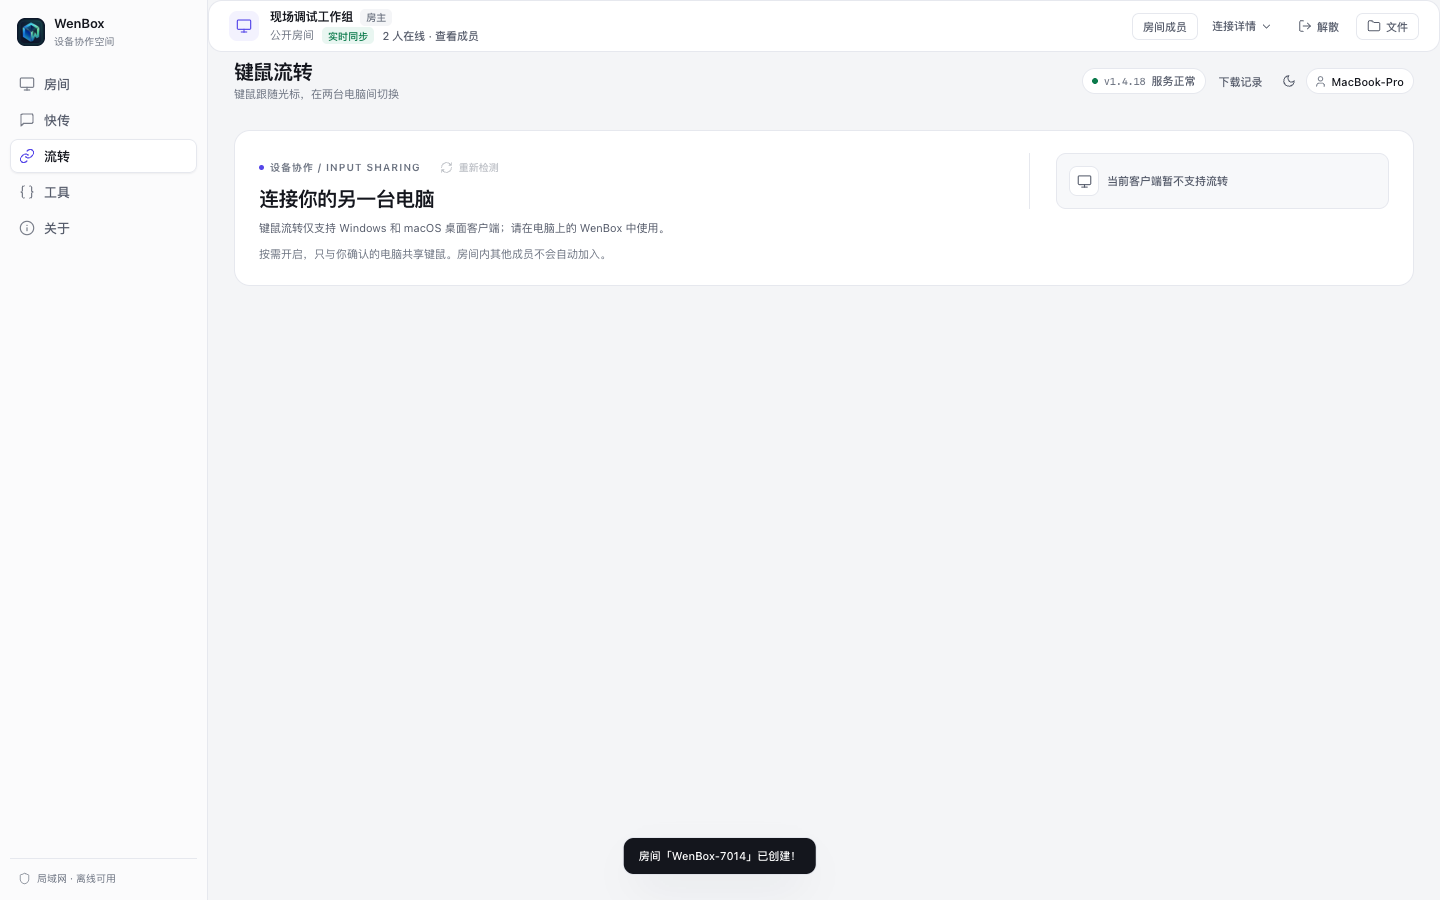 WenBox
设备协作空间
房间
快传
流转
工具
关于
局域网 · 离线可用
现场调试工作组 房主
公开房间 实时同步 2 人在线 · 查看成员
房间成员 连接详情 解散 文件
键鼠流转
键鼠跟随光标，在两台电脑间切换
v1.4.18 服务正常 下载记录 MacBook-Pro
设备协作 / INPUT SHARING 重新检测
连接你的另一台电脑
键鼠流转仅支持 Windows 和 macOS 桌面客户端；请在电脑上的 WenBox 中使用。
按需开启，只与你确认的电脑共享键鼠。房间内其他成员不会自动加入。
当前客户端暂不支持流转
房间「WenBox-7014」已创建！